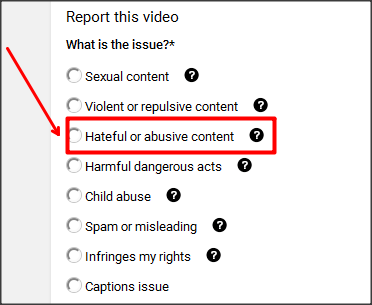 Report this video
What is the issue?*
Sexual content ?
Violent or repulsive content ?
Hateful or abusive content ?
Harmful dangerous acts ?
Child abuse ?
Spam or misleading ?
Infringes my rights ?
Captions issue